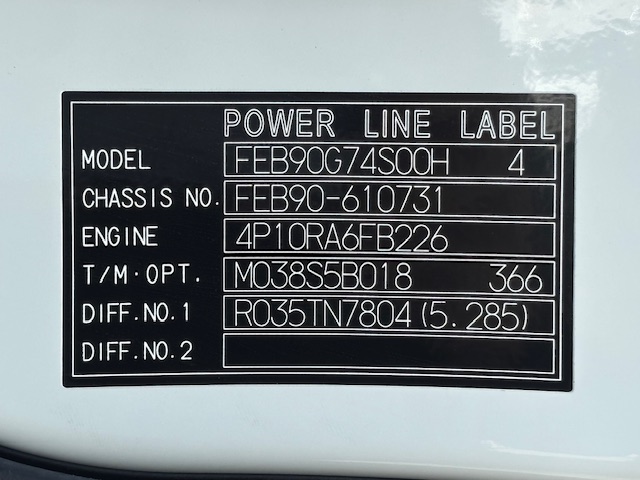 POWER LINE LABEL
MODEL FEB90G74S00H 4
CHASSIS NO. FEB90-610731
ENGINE 4P10RA6FB226
T/M·OPT. M038S5B018 366
DIFF.NO.1 R035TN7804(5.285)
DIFF.NO.2